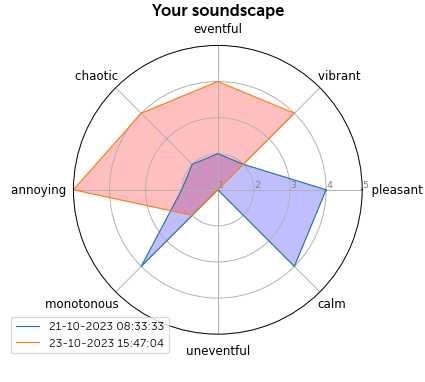 Your soundscape
eventful
chaotic
vibrant
annoying
1
2
3
4
5
pleasant
monotonous
calm
21-10-2023 08:33:33
23-10-2023 15:47:04
uneventful